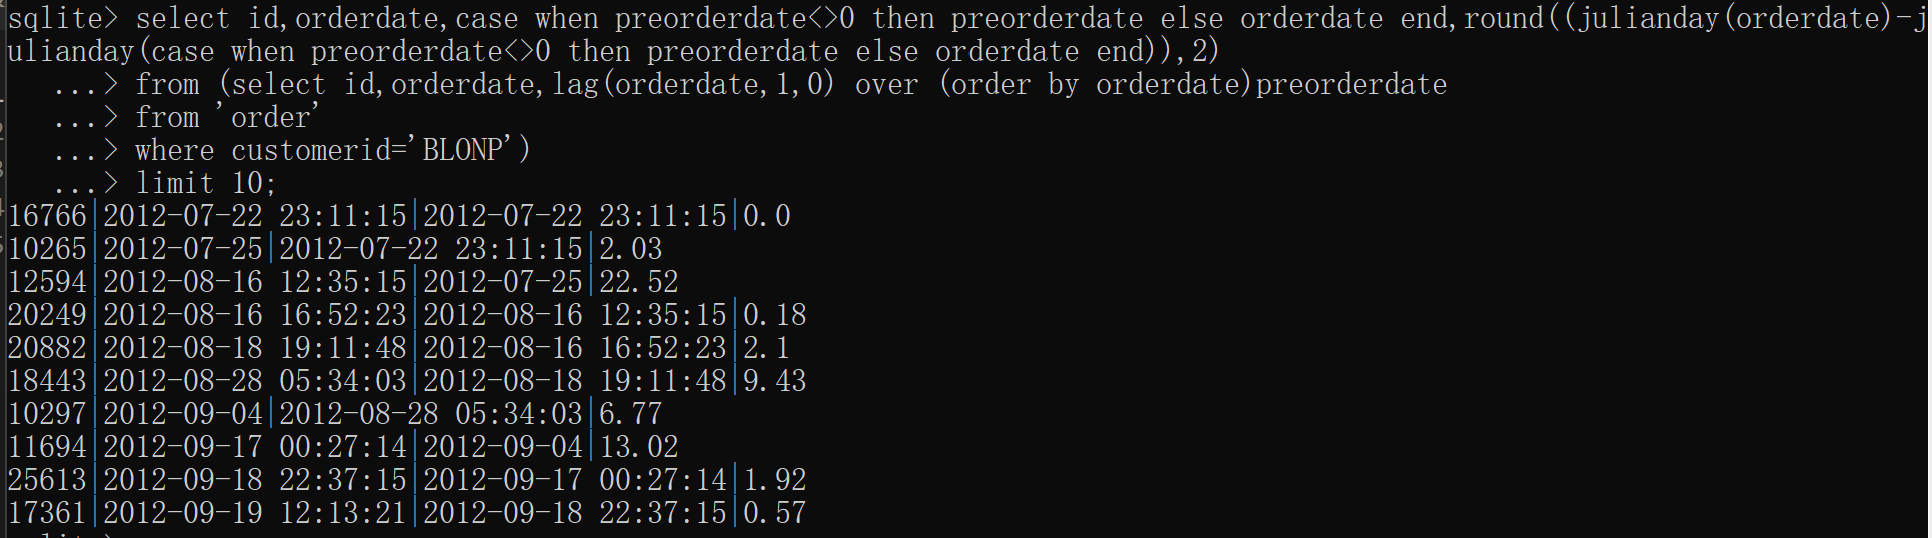 sqlite> select id,orderdate,case when preorderdate<>0 then preorderdate else orderdate end,round((julianday(orderdate)-j
ulianday(case when preorderdate<>0 then preorderdate else orderdate end)),2)
   ...> from (select id,orderdate,lag(orderdate,1,0) over (order by orderdate)preorderdate
   ...> from 'order'
   ...> where customerid='BLONP')
   ...> limit 10;
16766|2012-07-22 23:11:15|2012-07-22 23:11:15|0.0
10265|2012-07-25|2012-07-22 23:11:15|2.03
12594|2012-08-16 12:35:15|2012-07-25|22.52
20249|2012-08-16 16:52:23|2012-08-16 12:35:15|0.18
20882|2012-08-18 19:11:48|2012-08-16 16:52:23|2.1
18443|2012-08-28 05:34:03|2012-08-18 19:11:48|9.43
10297|2012-09-04|2012-08-28 05:34:03|6.77
11694|2012-09-17 00:27:14|2012-09-04|13.02
25613|2012-09-18 22:37:15|2012-09-17 00:27:14|1.92
17361|2012-09-19 12:13:21|2012-09-18 22:37:15|0.57